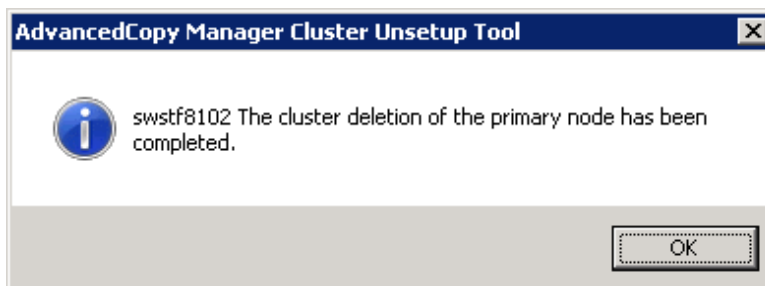 AdvancedCopy Manager Cluster Unsetup Tool
swstf8102 The cluster deletion of the primary node has been
completed.
OK